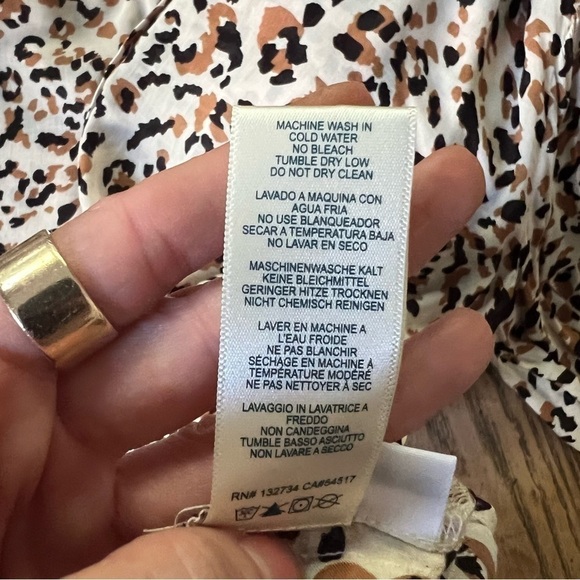 MACHINE WASH IN
COLD WATER
NO BLEACH
TUMBLE DRY LOW
DO NOT DRY CLEAN
LAVADO A MAQUINA CON
AGUA FRIA
NO USE BLANQUEADOR
SECAR A TEMPERATURA BAJA
NO LAVAR EN SECO
MASCHINENWASCHE KALT
KEINE BLEICHMITTEL
GERINGER HITZE TROCKNEN
NICHT CHEMISCH REINIGEN
LAVER EN MACHINE A
L'EAU FROIDE
NE PAS BLANCHIR
SÉCHAGE EN MACHINE À
TEMPÉRATURE MODÉRÉ
NE PAS NETTOYER À SEC
LAVAGGIO IN LAVATRICE A
FREDDO
NON CANDEGGINA
TUMBLE BASSO ASCIUTTO
NON LAVARE A SECCO
RN# 132734 CA#54517